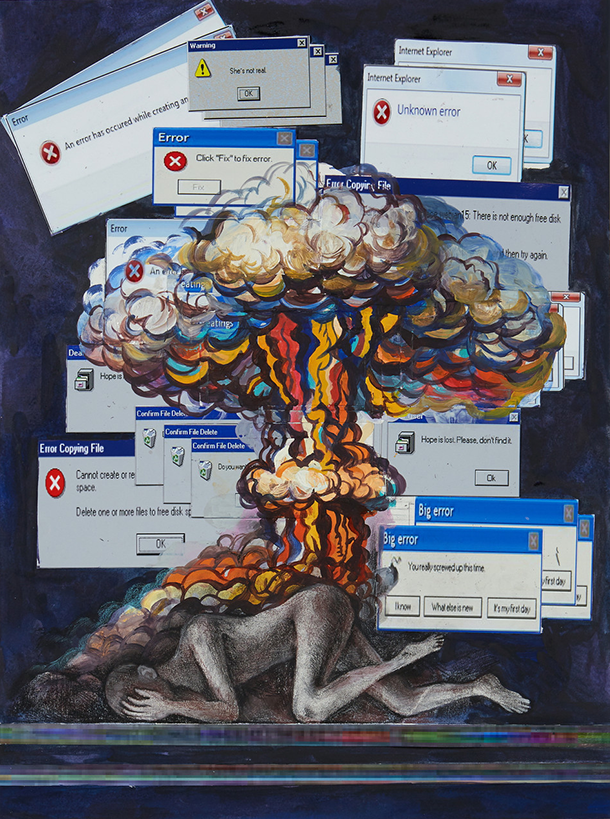 Warning
She's not real.
OK
Error
An error has occured while creating an
Internet Explorer
Internet Explorer
Unknown error
OK
Error
Click "Fix" to fix error.
Fix
Error Copying File
15: There is not enough free disk
then try again.
Error
An
eating
eatings
Hope is
Confirm File Delete
Confirm File Delete
Confirm File Delete
Do you wan
Hope is lost. Please, don't find it.
Ok
Error Copying File
Cannot create or re
space.
Delete one or more files to free disk s
OK
Big error
Big error
You really screwed up this time.
I know
What else is new
It's my first day
my first day